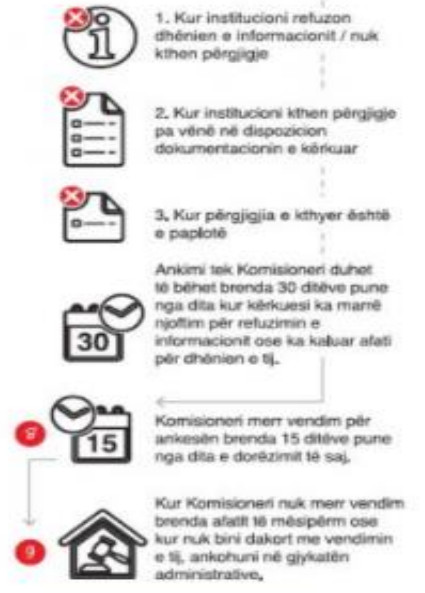 1. Kur institucioni refuzon
dhënien e informacionit / nuk
kthen përgjigje
2. Kur institucioni kthen përgjigje
pa vënë në dispozicion
dokumentacionin e kërkuar
3. Kur përgjigjia e kthyer është
e paplotë
Ankimi tek Komisioneri duhet
të bëhet brenda 30 ditëve pune
nga dita kur kërkuesi ka marrë
njoftim për refuzimin e
informacionit ose ka kaluar afati
për dhënien e tij.
30
8
15
Komisioneri merr vendim për
ankesën brenda 15 ditëve pune
nga dita e dorëzimit të saj.
9
Kur Komisioneri nuk merr vendim
brenda afatit të mësipërm ose
kur nuk bini dakort me vendimin
e tij, ankohuni në gjykatën
administrative.